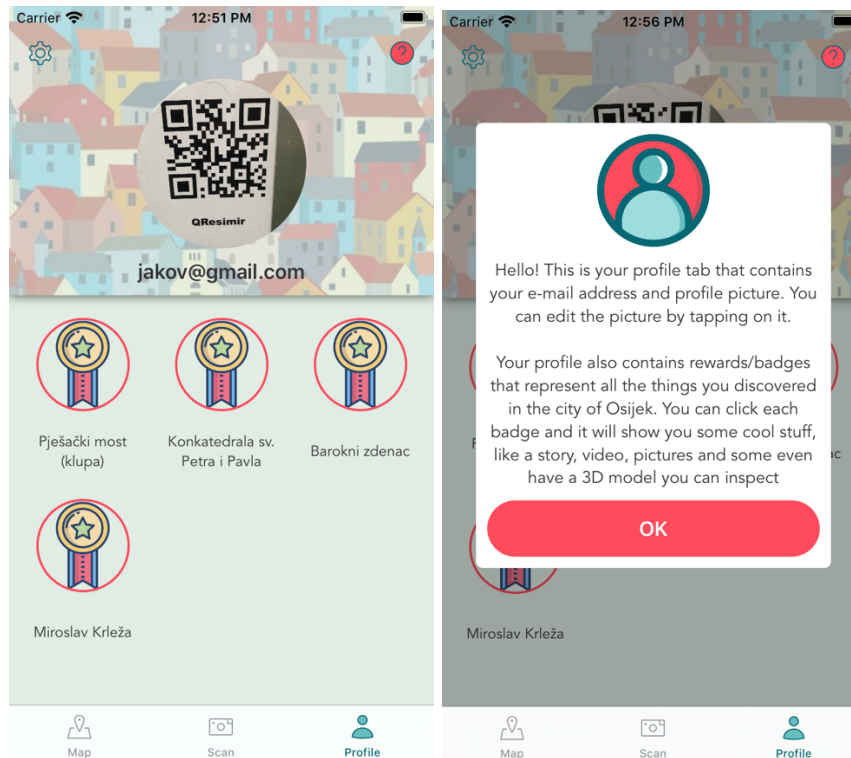 Carrier 12:51 PM
?
QResimir
jakov@gmail.com
Pješački most
(klupa)
Konkatedrala sv.
Petra i Pavla
Barokni zdenac
Miroslav Krleža
Map
Scan
Profile
Carrier 12:56 PM
?
Hello! This is your profile tab that contains
your e-mail address and profile picture. You
can edit the picture by tapping on it.
Your profile also contains rewards/badges
that represent all the things you discovered
in the city of Osijek. You can click each
badge and it will show you some cool stuff,
like a story, video, pictures and some even
have a 3D model you can inspect
OK
Miroslav Krleža
Map
Scan
Profile